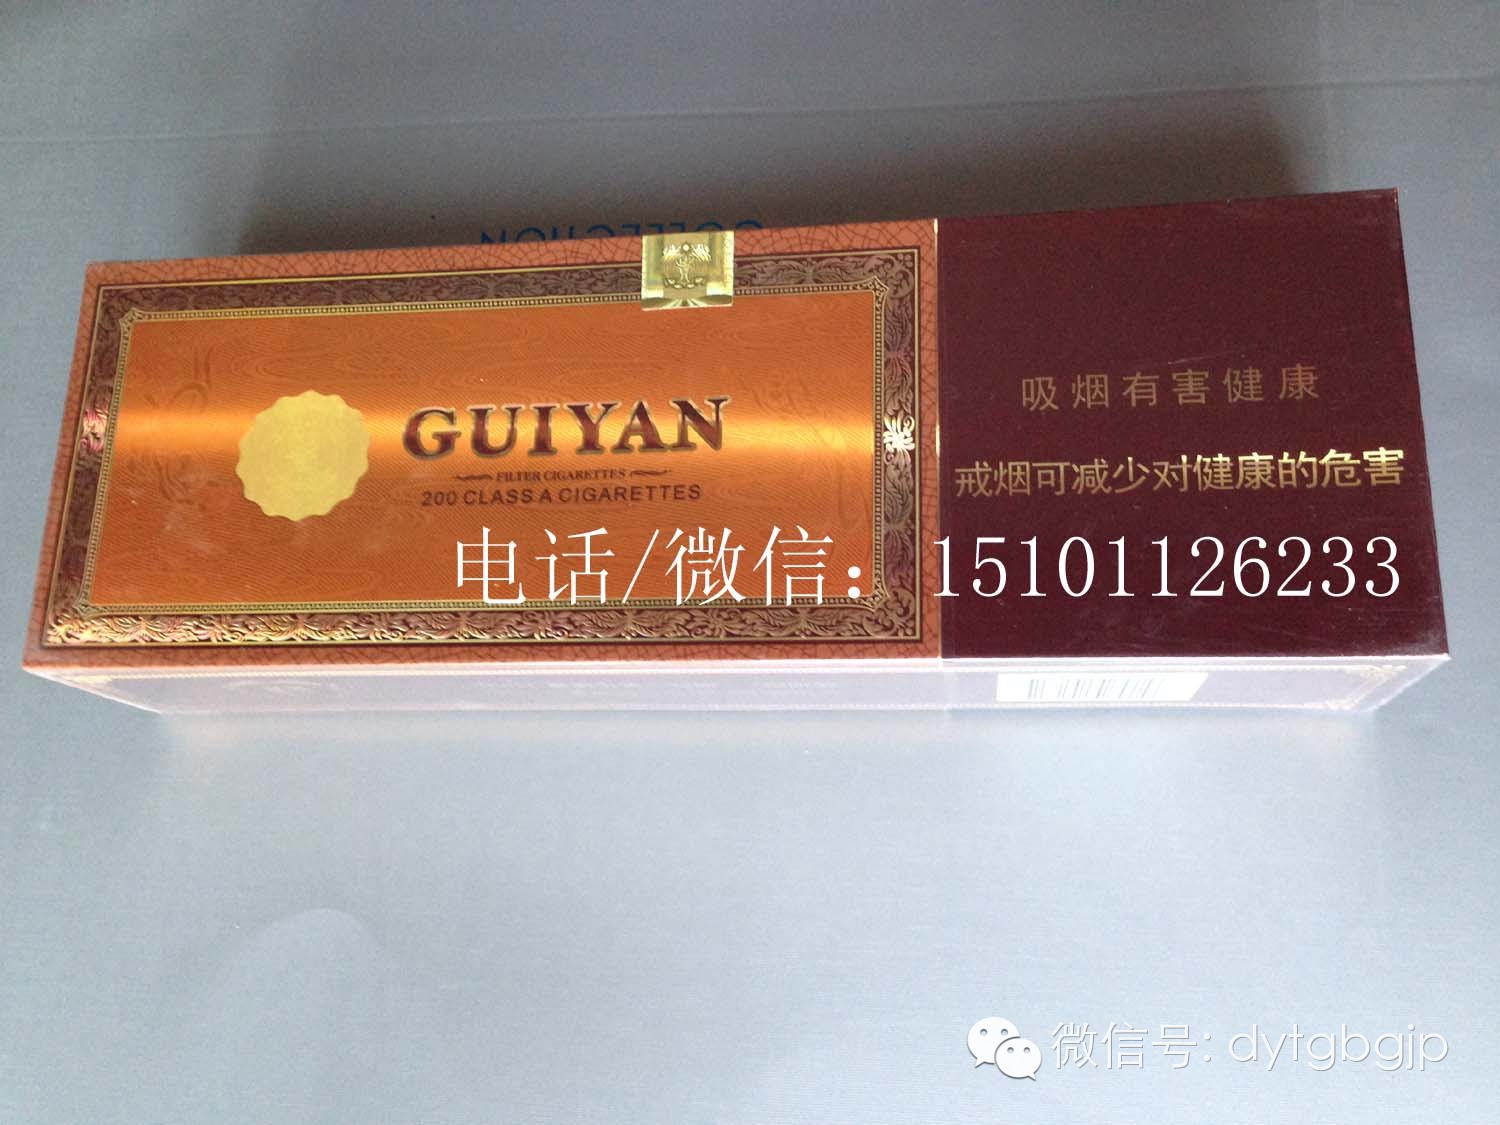 COLLECTION
GUIYAN
FILTER CIGARETTES
200 CLASS A CIGARETTES
吸烟有害健康
戒烟可减少对健康的危害
电话/微信：15101126233
微信号: dytgbgjp